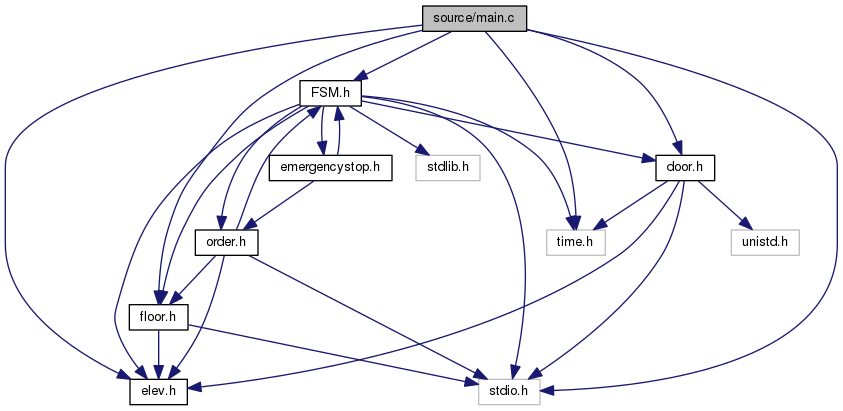 source/main.c
FSM.h
emergencystop.h
stdlib.h
door.h
order.h
time.h
unistd.h
floor.h
elev.h
stdio.h